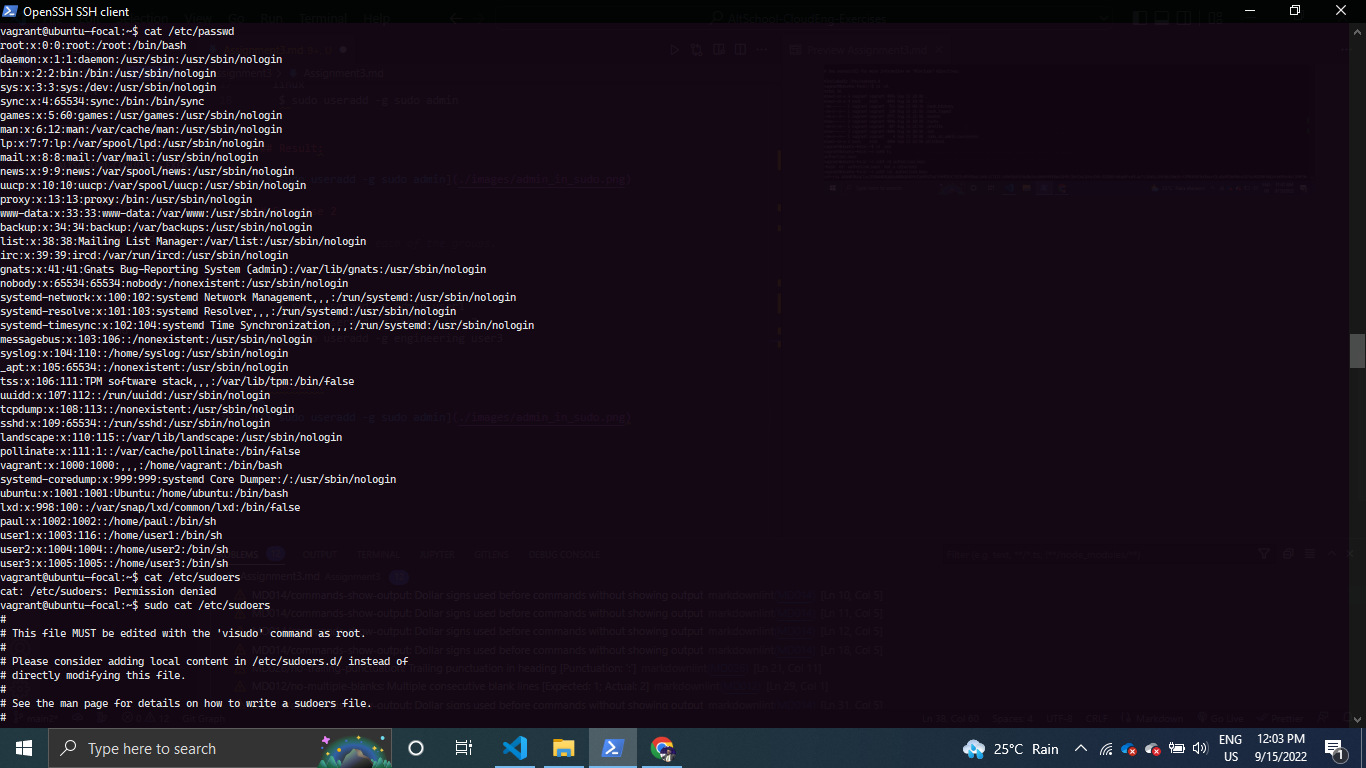 OpenSSH SSH client
vagrant@ubuntu-focal:~$ cat /etc/passwd
root:x:0:0:root:/root:/bin/bash
daemon:x:1:1:daemon:/usr/sbin:/usr/sbin/nologin
bin:x:2:2:bin:/bin:/usr/sbin/nologin
sys:x:3:3:sys:/dev:/usr/sbin/nologin
sync:x:4:65534:sync:/bin:/bin/sync
games:x:5:60:games:/usr/games:/usr/sbin/nologin
man:x:6:12:man:/var/cache/man:/usr/sbin/nologin
lp:x:7:7:lp:/var/spool/lpd:/usr/sbin/nologin
mail:x:8:8:mail:/var/mail:/usr/sbin/nologin
news:x:9:9:news:/var/spool/news:/usr/sbin/nologin
uucp:x:10:10:uucp:/var/spool/uucp:/usr/sbin/nologin
proxy:x:13:13:proxy:/bin:/usr/sbin/nologin
www-data:x:33:33:www-data:/var/www:/usr/sbin/nologin
backup:x:34:34:backup:/var/backups:/usr/sbin/nologin
list:x:38:38:Mailing List Manager:/var/list:/usr/sbin/nologin
irc:x:39:39:ircd:/var/run/ircd:/usr/sbin/nologin
gnats:x:41:41:Gnats Bug-Reporting System (admin):/var/lib/gnats:/usr/sbin/nologin
nobody:x:65534:65534:nobody:/nonexistent:/usr/sbin/nologin
systemd-network:x:100:102:systemd Network Management,,,:/run/systemd:/usr/sbin/nologin
systemd-resolve:x:101:103:systemd Resolver,,,:/run/systemd:/usr/sbin/nologin
systemd-timesync:x:102:104:systemd Time Synchronization,,,:/run/systemd:/usr/sbin/nologin
messagebus:x:103:106::/nonexistent:/usr/sbin/nologin
syslog:x:104:110::/home/syslog:/usr/sbin/nologin
_apt:x:105:65534::/nonexistent:/usr/sbin/nologin
tss:x:106:111:TPM software stack,,,:/var/lib/tpm:/bin/false
uuidd:x:107:112::/run/uuidd:/usr/sbin/nologin
tcpdump:x:108:113::/nonexistent:/usr/sbin/nologin
sshd:x:109:65534::/run/sshd:/usr/sbin/nologin
landscape:x:110:115::/var/lib/landscape:/usr/sbin/nologin
pollinate:x:111:1::/var/cache/pollinate:/bin/false
vagrant:x:1000:1000:,,,:/home/vagrant:/bin/bash
systemd-coredump:x:999:999:systemd Core Dumper:/:/usr/sbin/nologin
ubuntu:x:1001:1001:Ubuntu:/home/ubuntu:/bin/bash
lxd:x:998:100::/var/snap/lxd/common/lxd:/bin/false
paul:x:1002:1002::/home/paul:/bin/sh
user1:x:1003:116::/home/user1:/bin/sh
user2:x:1004:1004::/home/user2:/bin/sh
user3:x:1005:1005::/home/user3:/bin/sh
vagrant@ubuntu-focal:~$ cat /etc/sudoers
cat: /etc/sudoers: Permission denied
vagrant@ubuntu-focal:~$ sudo cat /etc/sudoers
#
# This file MUST be edited with the 'visudo' command as root.
#
# Please consider adding local content in /etc/sudoers.d/ instead of
# directly modifying this file.
#
# See the man page for details on how to write a sudoers file.
#
Type here to search
25°C Rain
ENG
US
12:03 PM
9/15/2022
1